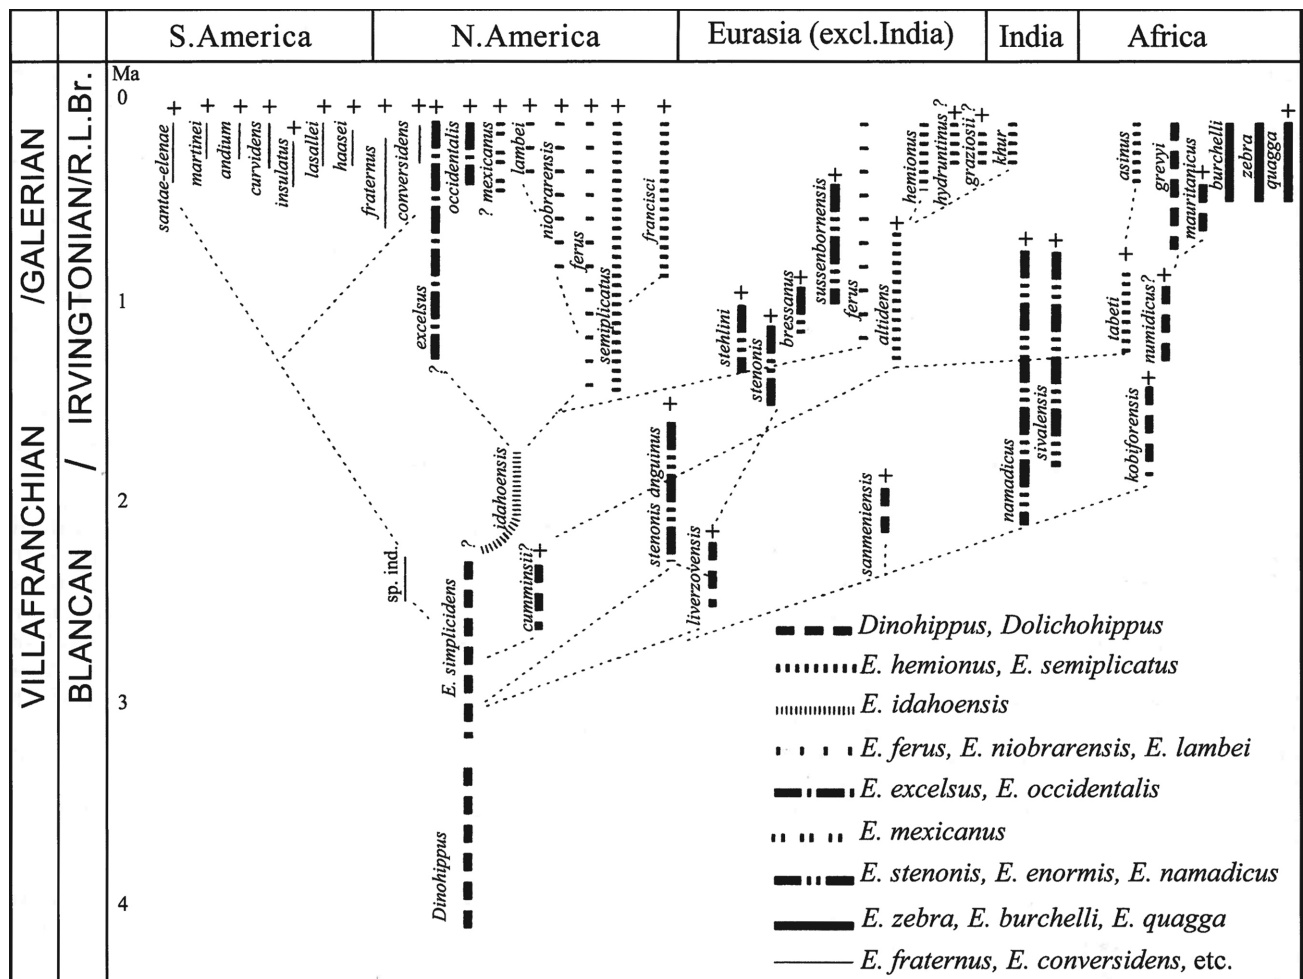 S.America
N.America
Eurasia (excl.India)
India
Africa
VILLAFRANCHIAN /GALERIAN
BLANCAN / IRVINGTONIAN/R.L.Br.
Ma
0
1
2
3
4
santae-elenae
martinei
andium
curvidens
insulatus
lasallei
haasei
fraternus
conversidens
excelsus
?
occidentalis
? mexicanus
lambei
niobrarensis
ferus
semiplicatus
francisci
idahoensis
sp. ind.
?
E. simplicidens
cumminsii?
Dinohippus
stenonis anguinus
liverzovensis
stehlini
stenonis
bressanus
sussenbornensis
ferus
altidens
hemionus
hydruntinus ?
graziosii ?
khur
sanmeniensis
namadicus
sivalensis
asinus
tabeti
grevyi
mauritanicus
numidicus?
kobiforensis
burchelli
zebra
quagga
Dinohippus, Dolichohippus
E. hemionus, E. semiplicatus
E. idahoensis
E. ferus, E. niobrarensis, E. lambei
E. excelsus, E. occidentalis
E. mexicanus
E. stenonis, E. enormis, E. namadicus
E. zebra, E. burchelli, E. quagga
E. fraternus, E. conversidens, etc.